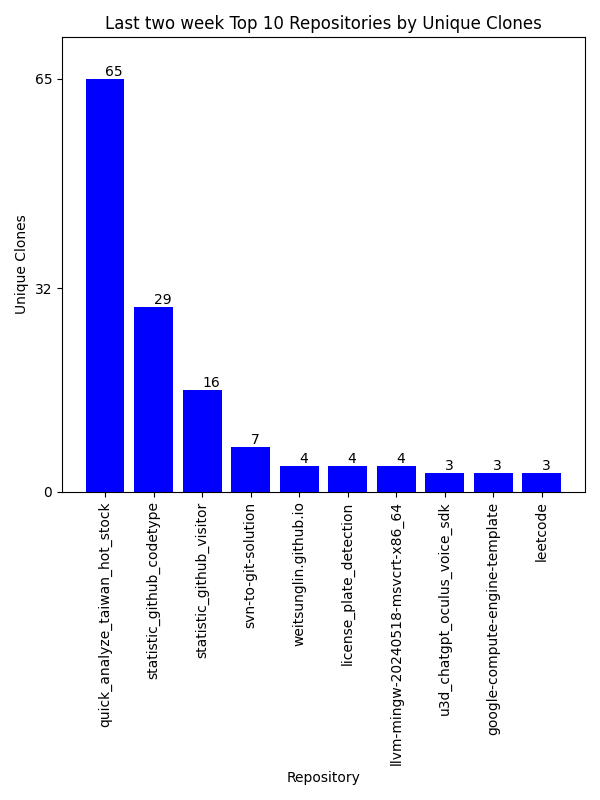 Last two week Top 10 Repositories by Unique Clones
Unique Clones
65
32
0
65
29
16
7
4
4
4
3
3
3
quick_analyze_taiwan_hot_stock
statistic_github_codetype
statistic_github_visitor
svn-to-git-solution
weitsunglin.github.io
license_plate_detection
llvm-mingw-20240518-msvcrt-x86_64
u3d_chatgpt_oculus_voice_sdk
google-compute-engine-template
leetcode
Repository